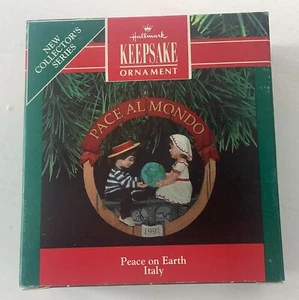 NEW
COLLECTOR'S
SERIES
Hallmark
KEEPSAKE
ORNAMENT
PACE AL MONDO
1991
Peace on Earth
Italy